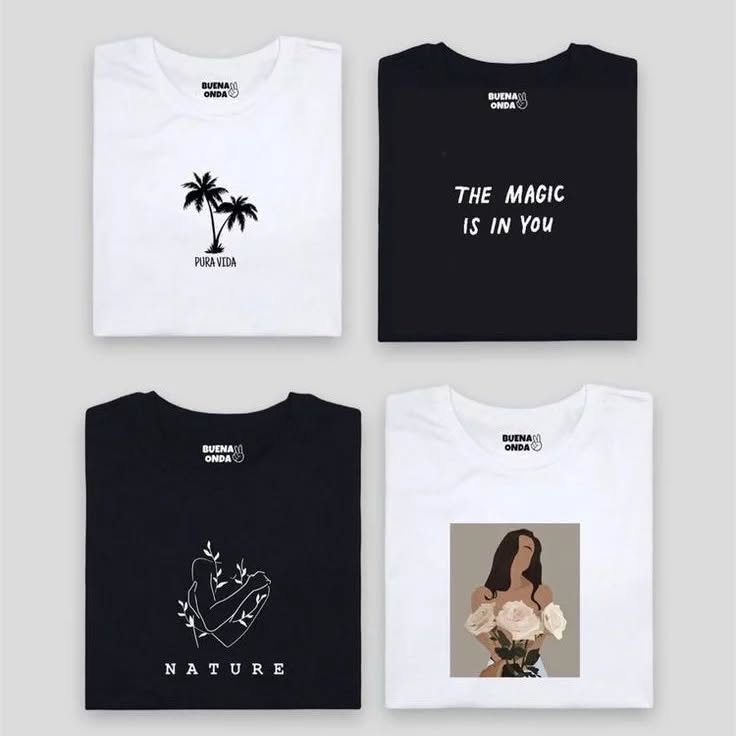 BUENA
ONDA
PURA VIDA
BUENA
ONDA
THE MAGIC
IS IN YOU
BUENA
ONDA
NATURE
BUENA
ONDA